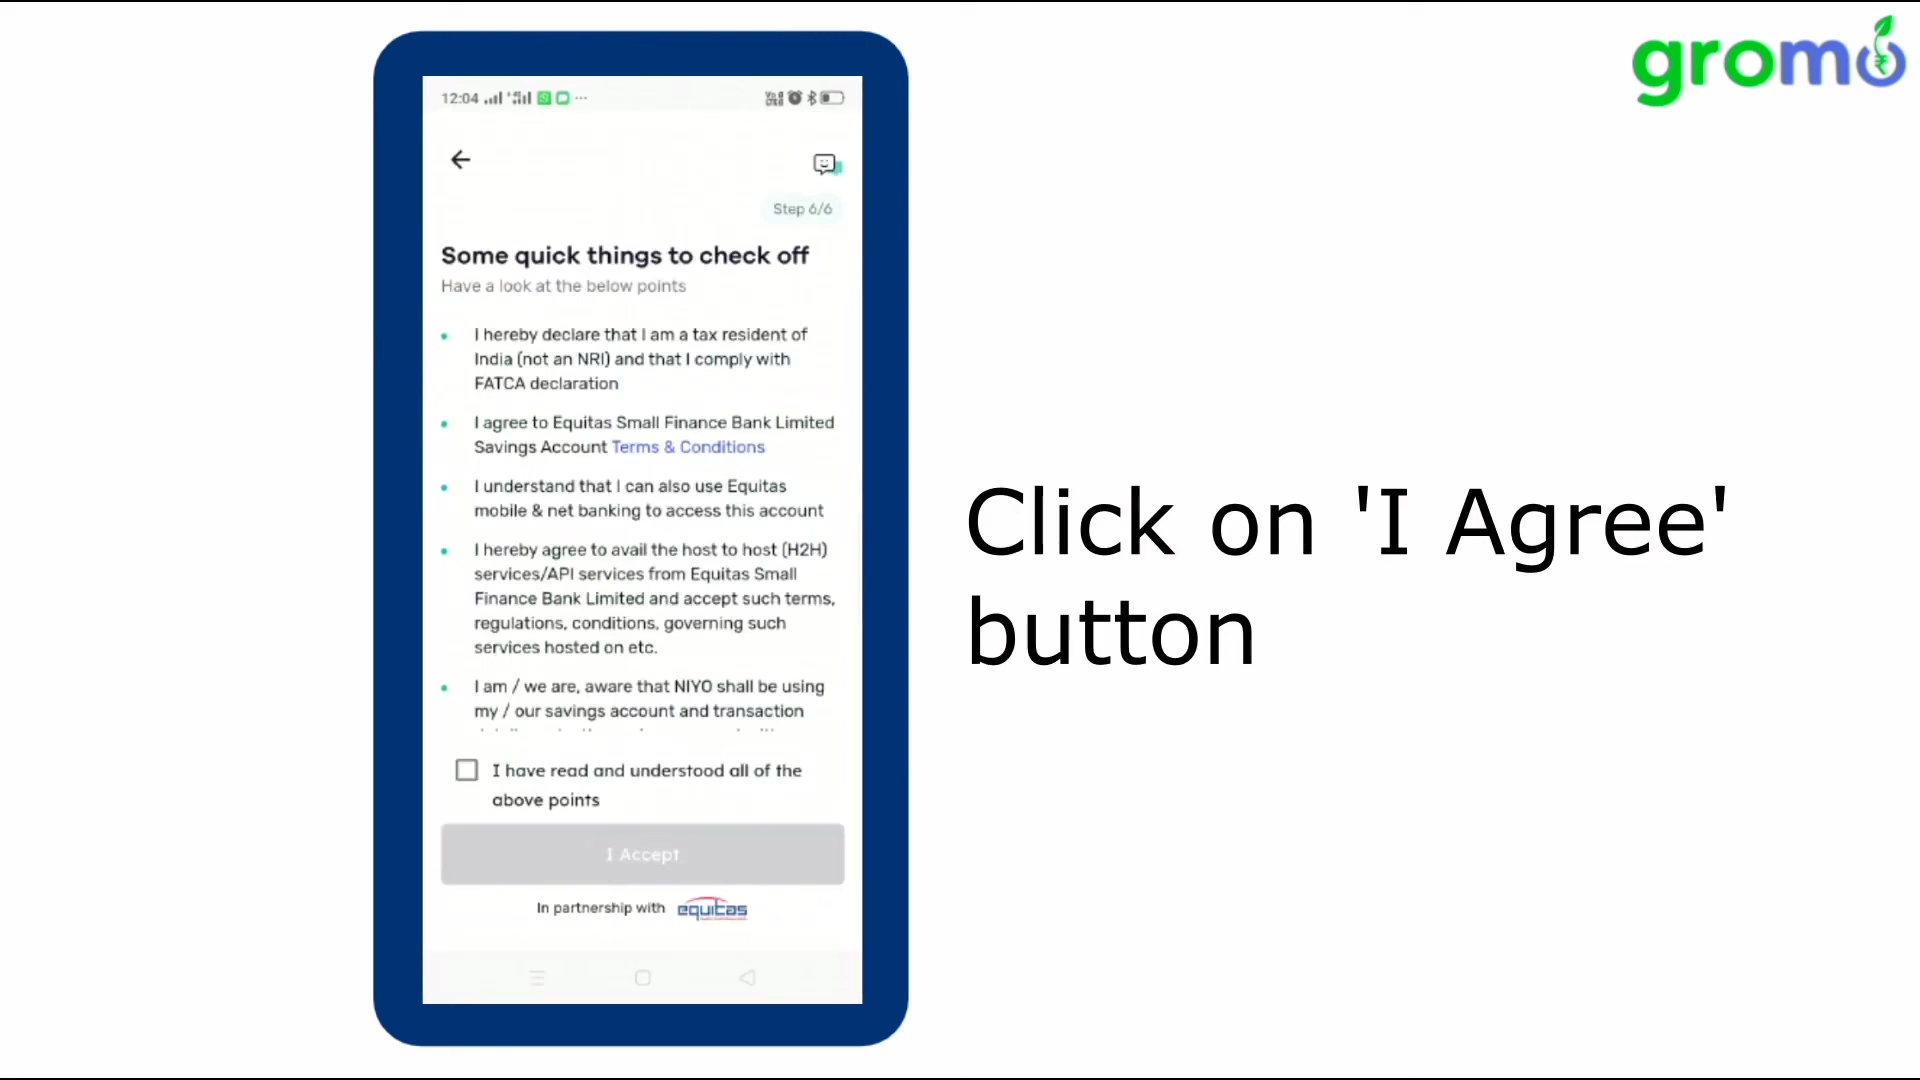 gromo
12:04
Step 6/6
Some quick things to check off
Have a look at the below points
I hereby declare that I am a tax resident of
India (not an NRI) and that I comply with
FATCA declaration
I agree to Equitas Small Finance Bank Limited
Savings Account Terms & Conditions
I understand that I can also use Equitas
mobile & net banking to access this account
I hereby agree to avail the host to host (H2H)
services/API services from Equitas Small
Finance Bank Limited and accept such terms,
regulations, conditions, governing such
services hosted on etc.
I am / we are, aware that NIYO shall be using
my / our savings account and transaction
I have read and understood all of the
above points
I Accept
In partnership with equitas
Click on 'I Agree'
button